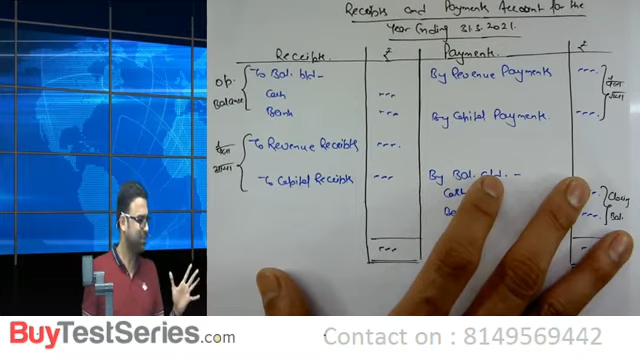 Receipts and Payments Account for the
Year Ending 31.3.2021.
Receipts ₹ Payments ₹
Op. Balance To Bal. b/d - By Revenue Payments ---.
Cash ---
Bank --- By Capital Payments. ---.
To Revenue Receipts ---.
To Capital Receipts --- By Bal. c/d. -
Cash
---. Bal.
---
BuyTestSeries.com
Contact on : 8149569442